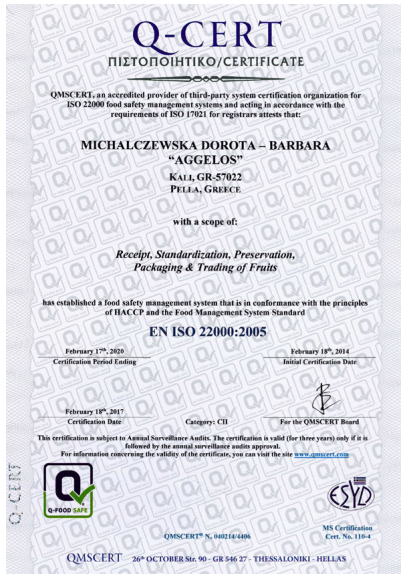 Q-CERT
ΠΙΣΤΟΠΟΙΗΤΙΚΟ/CERTIFICATE
QMSCERT, an accredited provider of third-party system certification organization for
ISO 22000 food safety management systems and acting in accordance with the
requirements of ISO 17021 for registrars attests that:
MICHALCZEWSKA DOROTA – BARBARA
“AGGELOS”
KALI, GR-57022
PELLA, GREECE
with a scope of:
Receipt, Standardization, Preservation,
Packaging & Trading of Fruits
has established a food safety management system that is in conformance with the principles
of HACCP and the Food Management System Standard
EN ISO 22000:2005
February 17th, 2020
Certification Period Ending
February 18th, 2014
Initial Certification Date
February 18th, 2017
Certification Date
Category: CII
For the QMSCERT Board
This certification is subject to Annual Surveillance Audits. The certification is valid (for three years) only if it is
followed by the annual surveillance audits approval.
For information concerning the validity of the certificate, you can visit the site www.qmscert.com
Q-CERT
Q-FOOD SAFE
ΕΣΥΔ
MS Certification
Cert. No. 110-4
QMSCERT® N. 040214/4406
QMSCERT 26th OCTOBER Str. 90 - GR 546 27 - THESSALONIKI - HELLAS